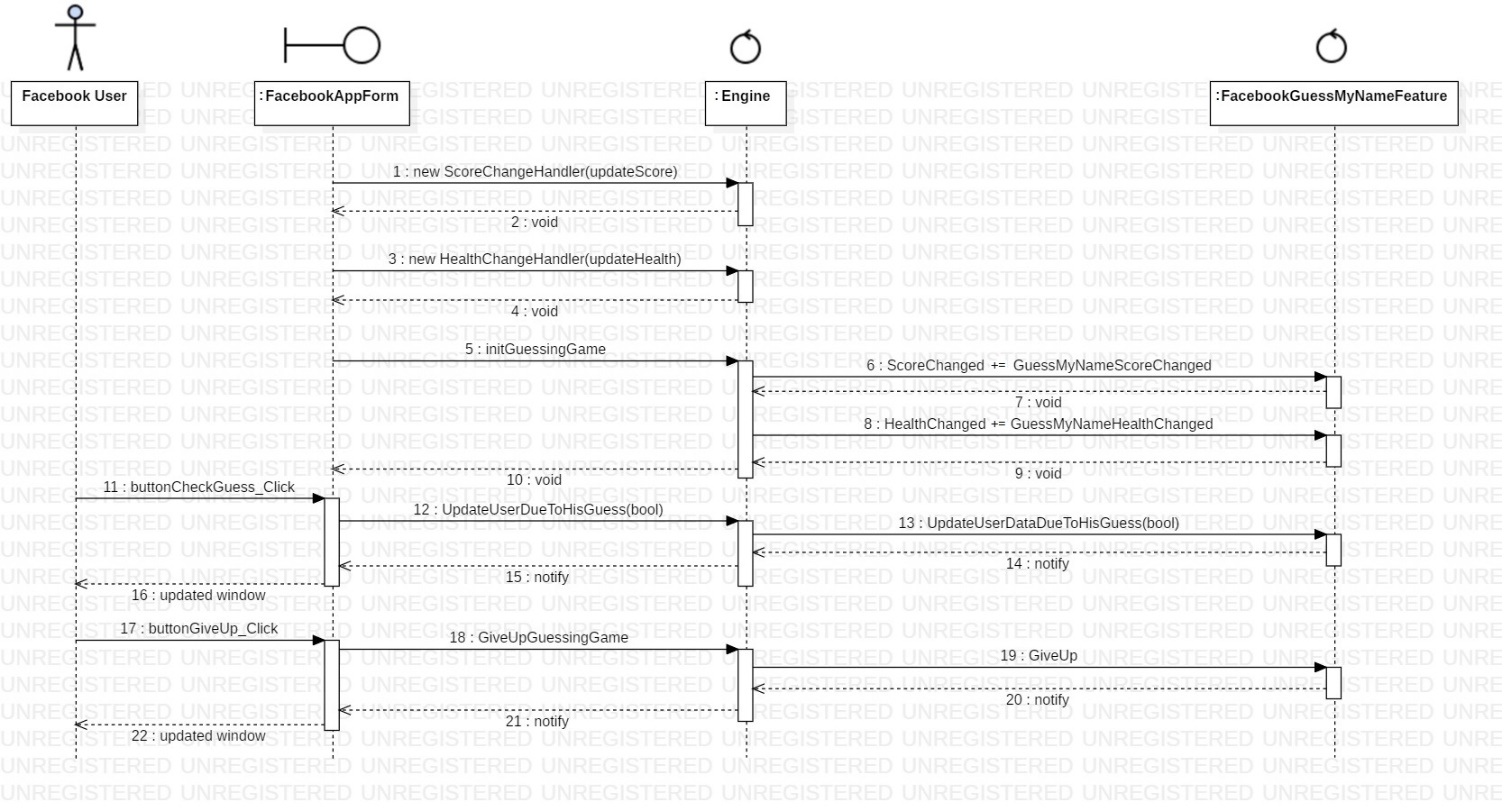 Facebook User
:FacebookAppForm
:Engine
:FacebookGuessMyNameFeature
1 : new ScoreChangeHandler(updateScore)
2 : void
3 : new HealthChangeHandler(updateHealth)
4 : void
5 : initGuessingGame
6 : ScoreChanged += GuessMyNameScoreChanged
7 : void
8 : HealthChanged += GuessMyNameHealthChanged
9 : void
10 : void
11 : buttonCheckGuess_Click
12 : UpdateUserDueToHisGuess(bool)
13 : UpdateUserDataDueToHisGuess(bool)
14 : notify
15 : notify
16 : updated window
17 : buttonGiveUp_Click
18 : GiveUpGuessingGame
19 : GiveUp
20 : notify
21 : notify
22 : updated window
UNREGISTERED